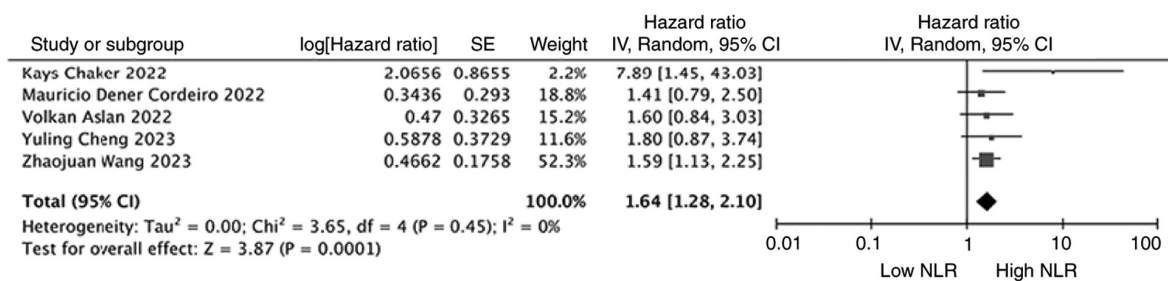 Hazard ratio Hazard ratio
Study or subgroup log[Hazard ratio] SE Weight IV, Random, 95% CI IV, Random, 95% CI
Kays Chaker 2022 2.0656 0.8655 2.2% 7.89 [1.45, 43.03]
Mauricio Dener Cordeiro 2022 0.3436 0.293 18.8% 1.41 [0.79, 2.50]
Volkan Aslan 2022 0.47 0.3265 15.2% 1.60 [0.84, 3.03]
Yuling Cheng 2023 0.5878 0.3729 11.6% 1.80 [0.87, 3.74]
Zhaojuan Wang 2023 0.4662 0.1758 52.3% 1.59 [1.13, 2.25]
Total (95% CI) 100.0% 1.64 [1.28, 2.10]
Heterogeneity: Tau² = 0.00; Chi² = 3.65, df = 4 (P = 0.45); I² = 0%
Test for overall effect: Z = 3.87 (P = 0.0001)
0.01 0.1 1 10 100
Low NLR High NLR